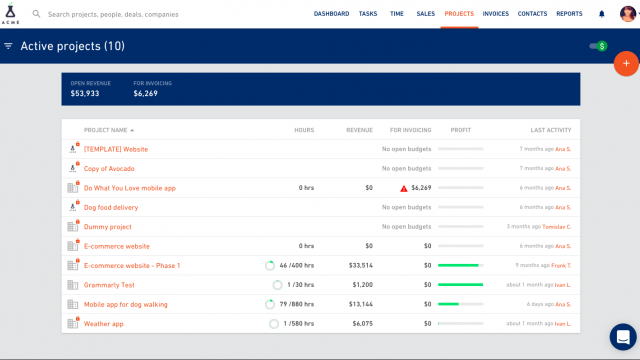 ACME
Search projects, people, deals, companies
DASHBOARD TASKS TIME SALES PROJECTS INVOICES CONTACTS REPORTS
Active projects (10)
$
+
OPEN REVENUE FOR INVOICING
$53,933 $6,269
PROJECT NAME HOURS REVENUE FOR INVOICING PROFIT LAST ACTIVITY
[TEMPLATE] Website No open budgets 7 months ago Ana S.
Copy of Avocado No open budgets 7 months ago Ana S.
Do What You Love mobile app 0 hrs $0 $6,269 6 months ago Ana S.
Dog food delivery No open budgets 6 months ago Ana S.
Dummy project No open budgets 3 months ago Tomislav C.
E-commerce website 0 hrs $0 $0 6 months ago Ana S.
E-commerce website - Phase 1 46 /400 hrs $33,514 $0 9 months ago Frank T.
Grammarly Test 1 /30 hrs $1,200 $0 about 1 month ago Ivan L.
Mobile app for dog walking 79 /880 hrs $13,144 $0 6 days ago Ana S.
Weather app 1 /580 hrs $6,075 $0 about 1 month ago Ivan L.